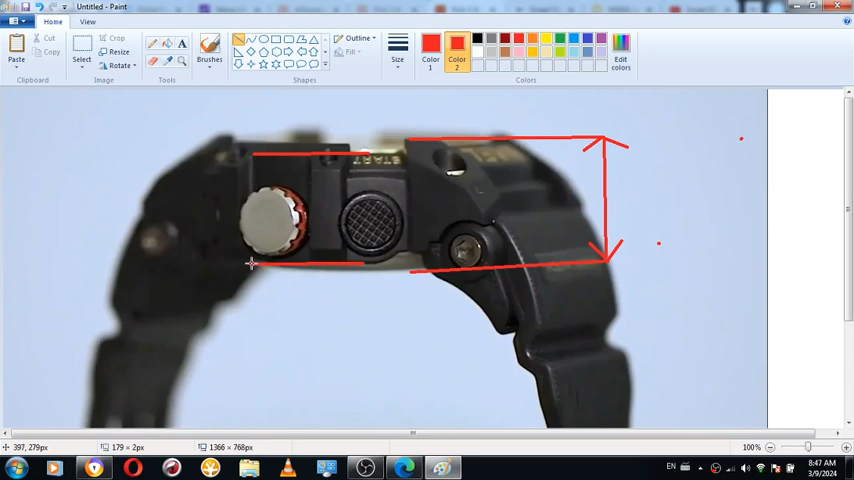 Untitled - Paint
Home View
Paste
Cut
Copy
Clipboard
Select
Crop
Resize
Rotate
Image
A
Tools
Brushes
Outline
Fill
Shapes
Size
Color 1
Color 2
Edit colors
Colors
START
397, 279px
179 × 2px
1366 × 768px
100%
EN
8:47 AM
3/9/2024